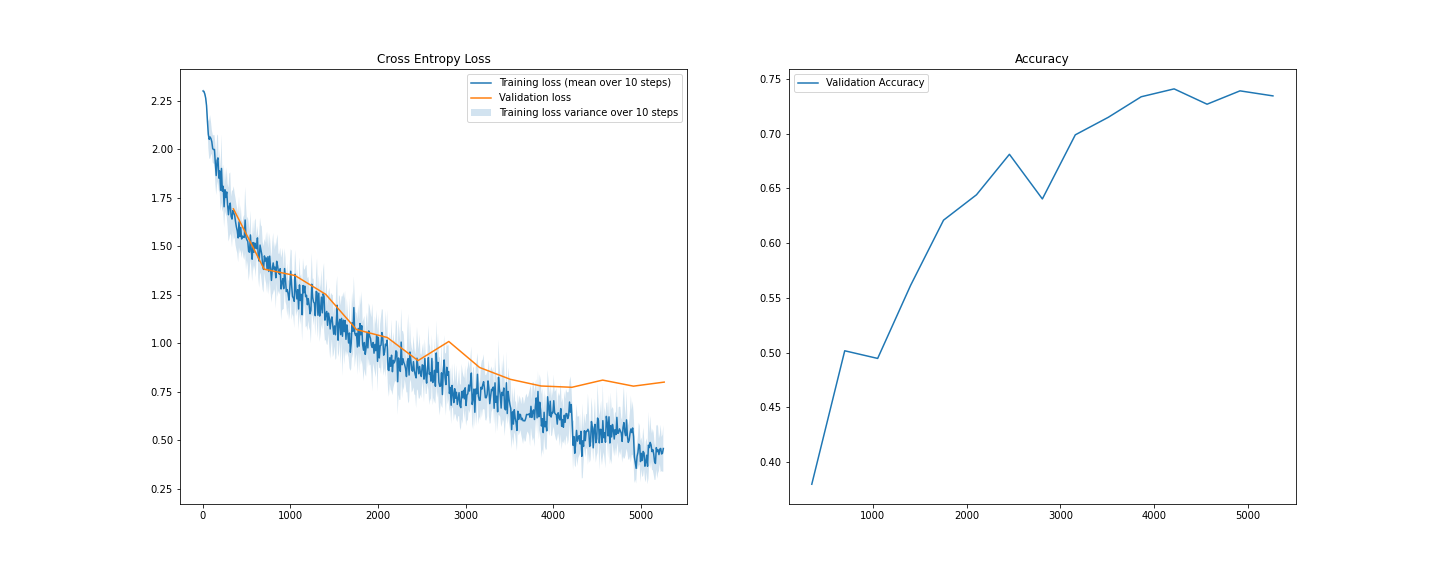 Cross Entropy Loss
Training loss (mean over 10 steps)
Validation loss
Training loss variance over 10 steps
2.25
2.00
1.75
1.50
1.25
1.00
0.75
0.50
0.25
0 1000 2000 3000 4000 5000
Accuracy
Validation Accuracy
0.75
0.70
0.65
0.60
0.55
0.50
0.45
0.40
1000 2000 3000 4000 5000